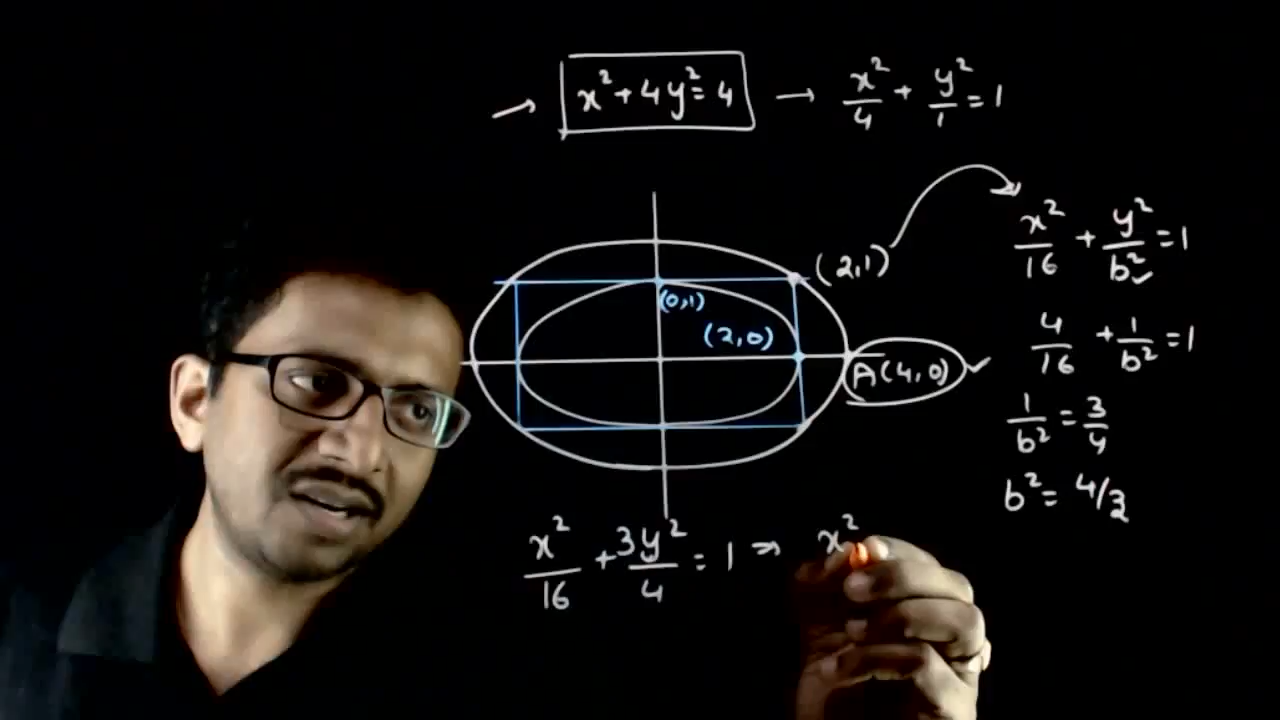 → x² + 4y² = 4 → x²/4 + y²/1 = 1
(2,1)
(0,1)
(2,0)
A(4,0) ✓
x²/16 + y²/b² = 1
4/16 + 1/b² = 1
1/b² = 3/4
b² = 4/3
x²/16 + 3y²/4 = 1 ⇒ x²